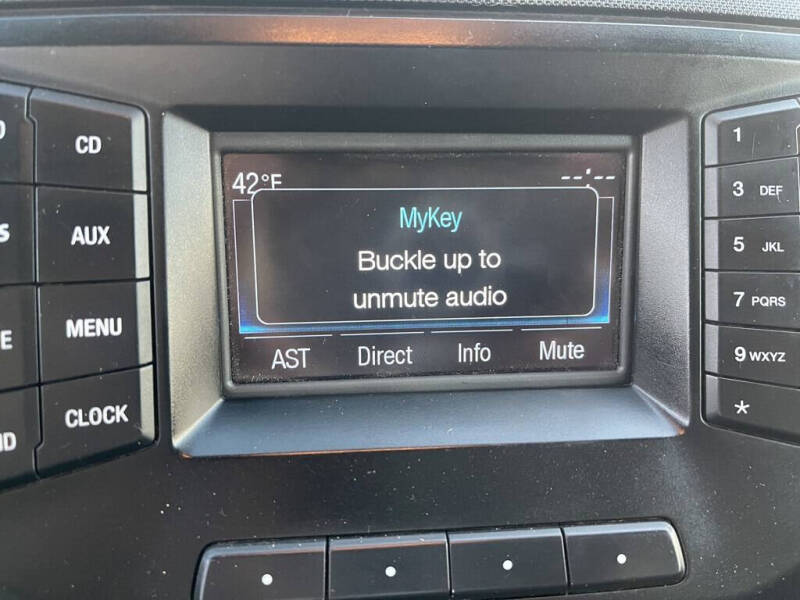 CD
AUX
MENU
CLOCK
42°F
--:--
MyKey
Buckle up to
unmute audio
AST Direct Info Mute
1
3 DEF
5 JKL
7 PQRS
9 WXYZ
*